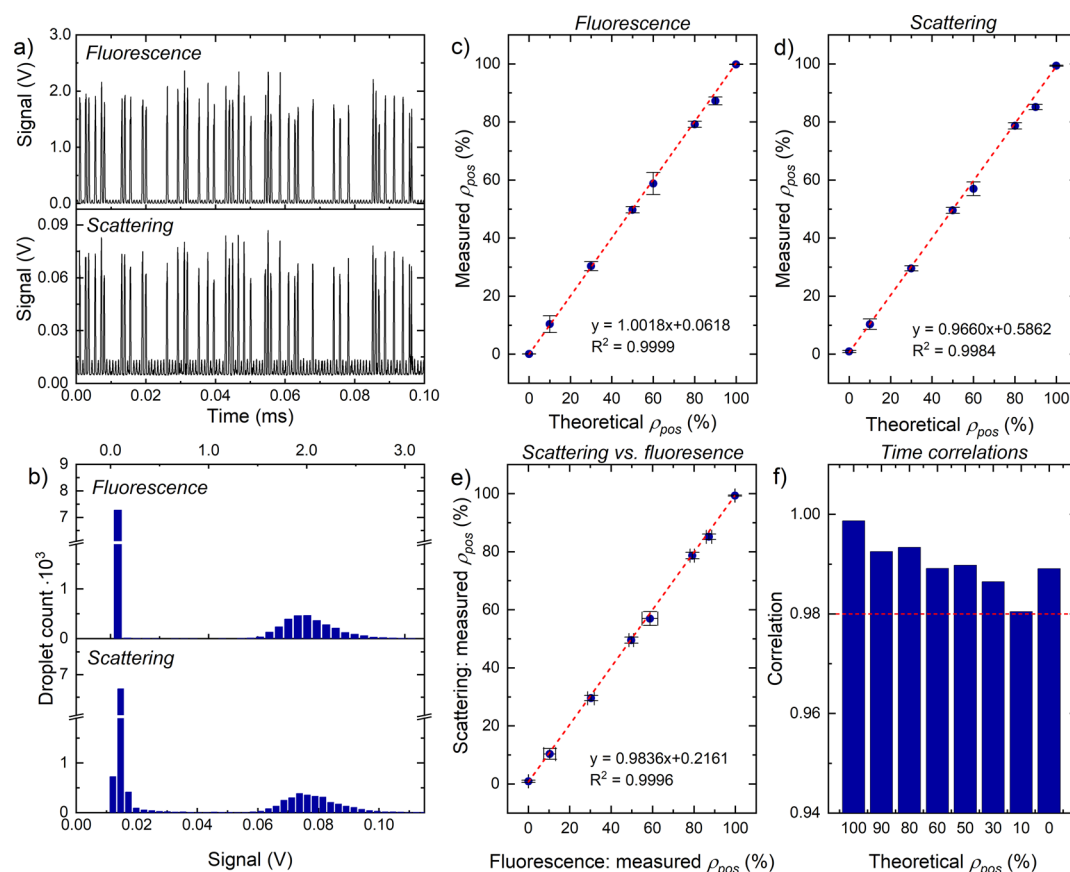 a)
Fluorescence
Signal (V)
3.0
2.0
1.0
0.0
Scattering
Signal (V)
0.09
0.06
0.03
0.00
0.00 0.02 0.04 0.06 0.08 0.10
Time (ms)
c)
Fluorescence
Measured ρpos (%)
100
80
60
40
20
0
y = 1.0018x+0.0618
R² = 0.9999
0 20 40 60 80 100
Theoretical ρpos (%)
d)
Scattering
Measured ρpos (%)
100
80
60
40
20
0
y = 0.9660x+0.5862
R² = 0.9984
0 20 40 60 80 100
Theoretical ρpos (%)
b)
0.0 1.0 2.0 3.0
Fluorescence
Droplet count ·10³
9
7
1
0
Scattering
7
1
0
0.00 0.02 0.04 0.06 0.08 0.10
Signal (V)
e)
Scattering vs. fluoresence
Scattering: measured ρpos (%)
100
80
60
40
20
0
y = 0.9836x+0.2161
R² = 0.9996
0 20 40 60 80 100
Fluorescence: measured ρpos (%)
f)
Time correlations
Correlation
1.00
0.98
0.96
0.94
100 90 80 60 50 30 10 0
Theoretical ρpos (%)